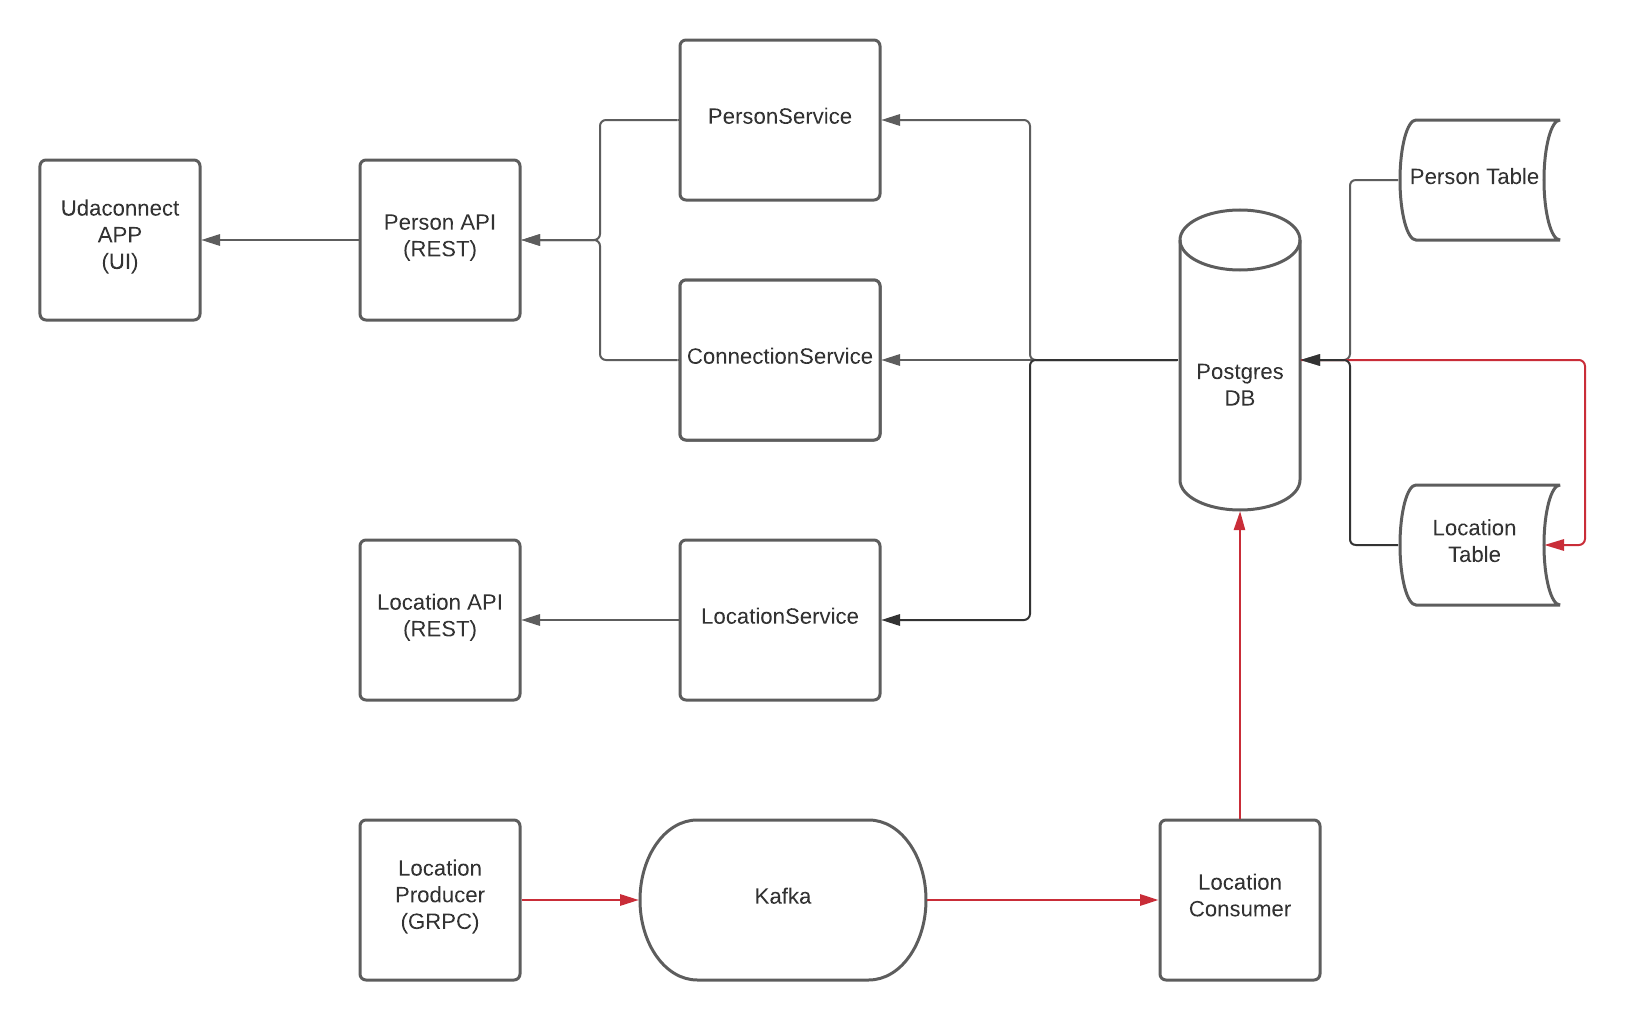 PersonService
Udaconnect
APP
(UI)
Person API
(REST)
Person Table
ConnectionService
Postgres
DB
Location
Table
Location API
(REST)
LocationService
Location
Producer
(GRPC)
Kafka
Location
Consumer